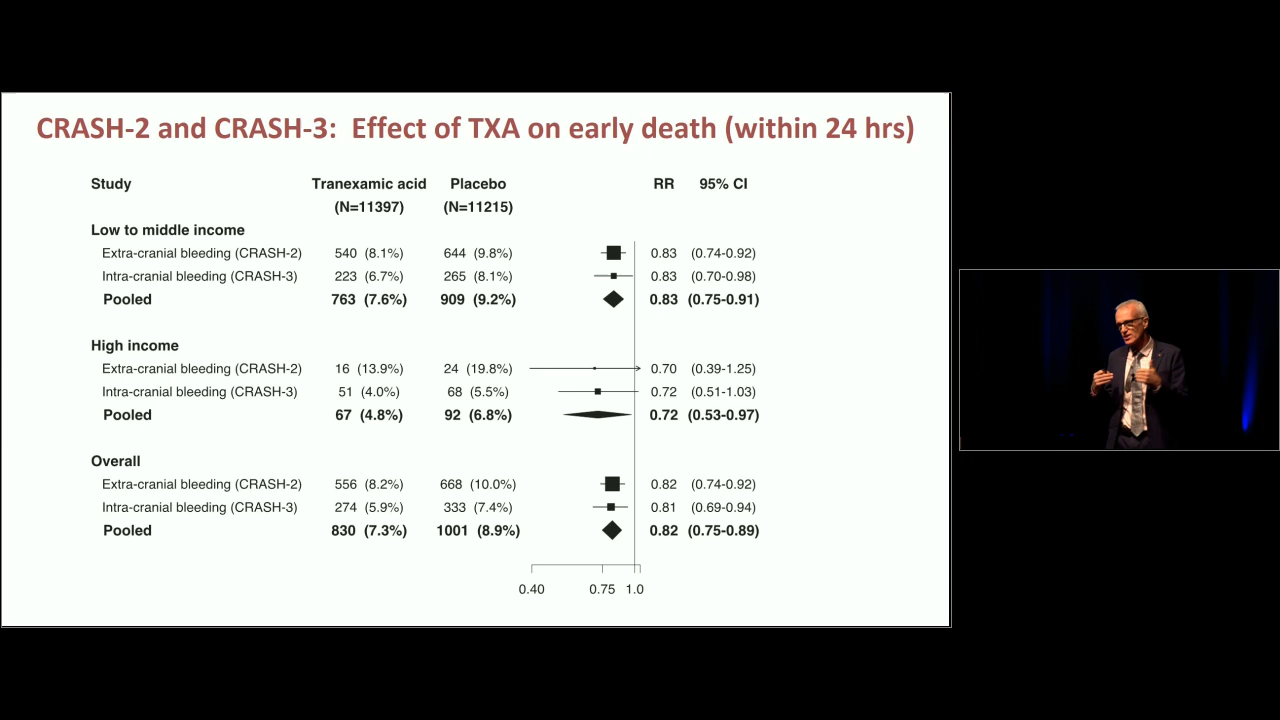 CRASH-2 and CRASH-3: Effect of TXA on early death (within 24 hrs)
Study Tranexamic acid Placebo RR 95% CI
(N=11397) (N=11215)
Low to middle income
Extra-cranial bleeding (CRASH-2) 540 (8.1%) 644 (9.8%) 0.83 (0.74-0.92)
Intra-cranial bleeding (CRASH-3) 223 (6.7%) 265 (8.1%) 0.83 (0.70-0.98)
Pooled 763 (7.6%) 909 (9.2%) 0.83 (0.75-0.91)
High income
Extra-cranial bleeding (CRASH-2) 16 (13.9%) 24 (19.8%) 0.70 (0.39-1.25)
Intra-cranial bleeding (CRASH-3) 51 (4.0%) 68 (5.5%) 0.72 (0.51-1.03)
Pooled 67 (4.8%) 92 (6.8%) 0.72 (0.53-0.97)
Overall
Extra-cranial bleeding (CRASH-2) 556 (8.2%) 668 (10.0%) 0.82 (0.74-0.92)
Intra-cranial bleeding (CRASH-3) 274 (5.9%) 333 (7.4%) 0.81 (0.69-0.94)
Pooled 830 (7.3%) 1001 (8.9%) 0.82 (0.75-0.89)
0.40 0.75 1.0